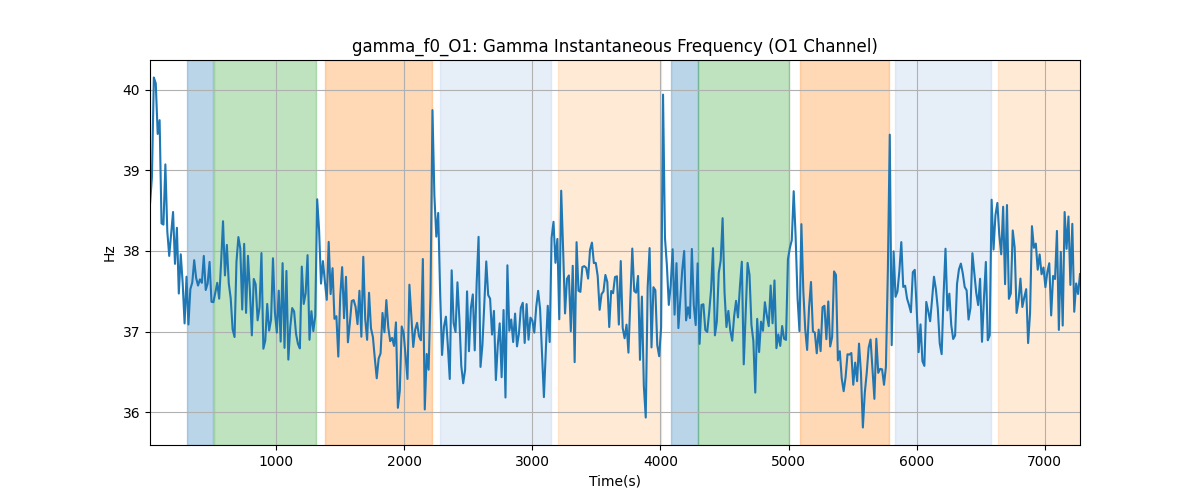 gamma_f0_O1: Gamma Instantaneous Frequency (O1 Channel)
40
39
38
37
36
Hz
1000 2000 3000 4000 5000 6000 7000
Time(s)